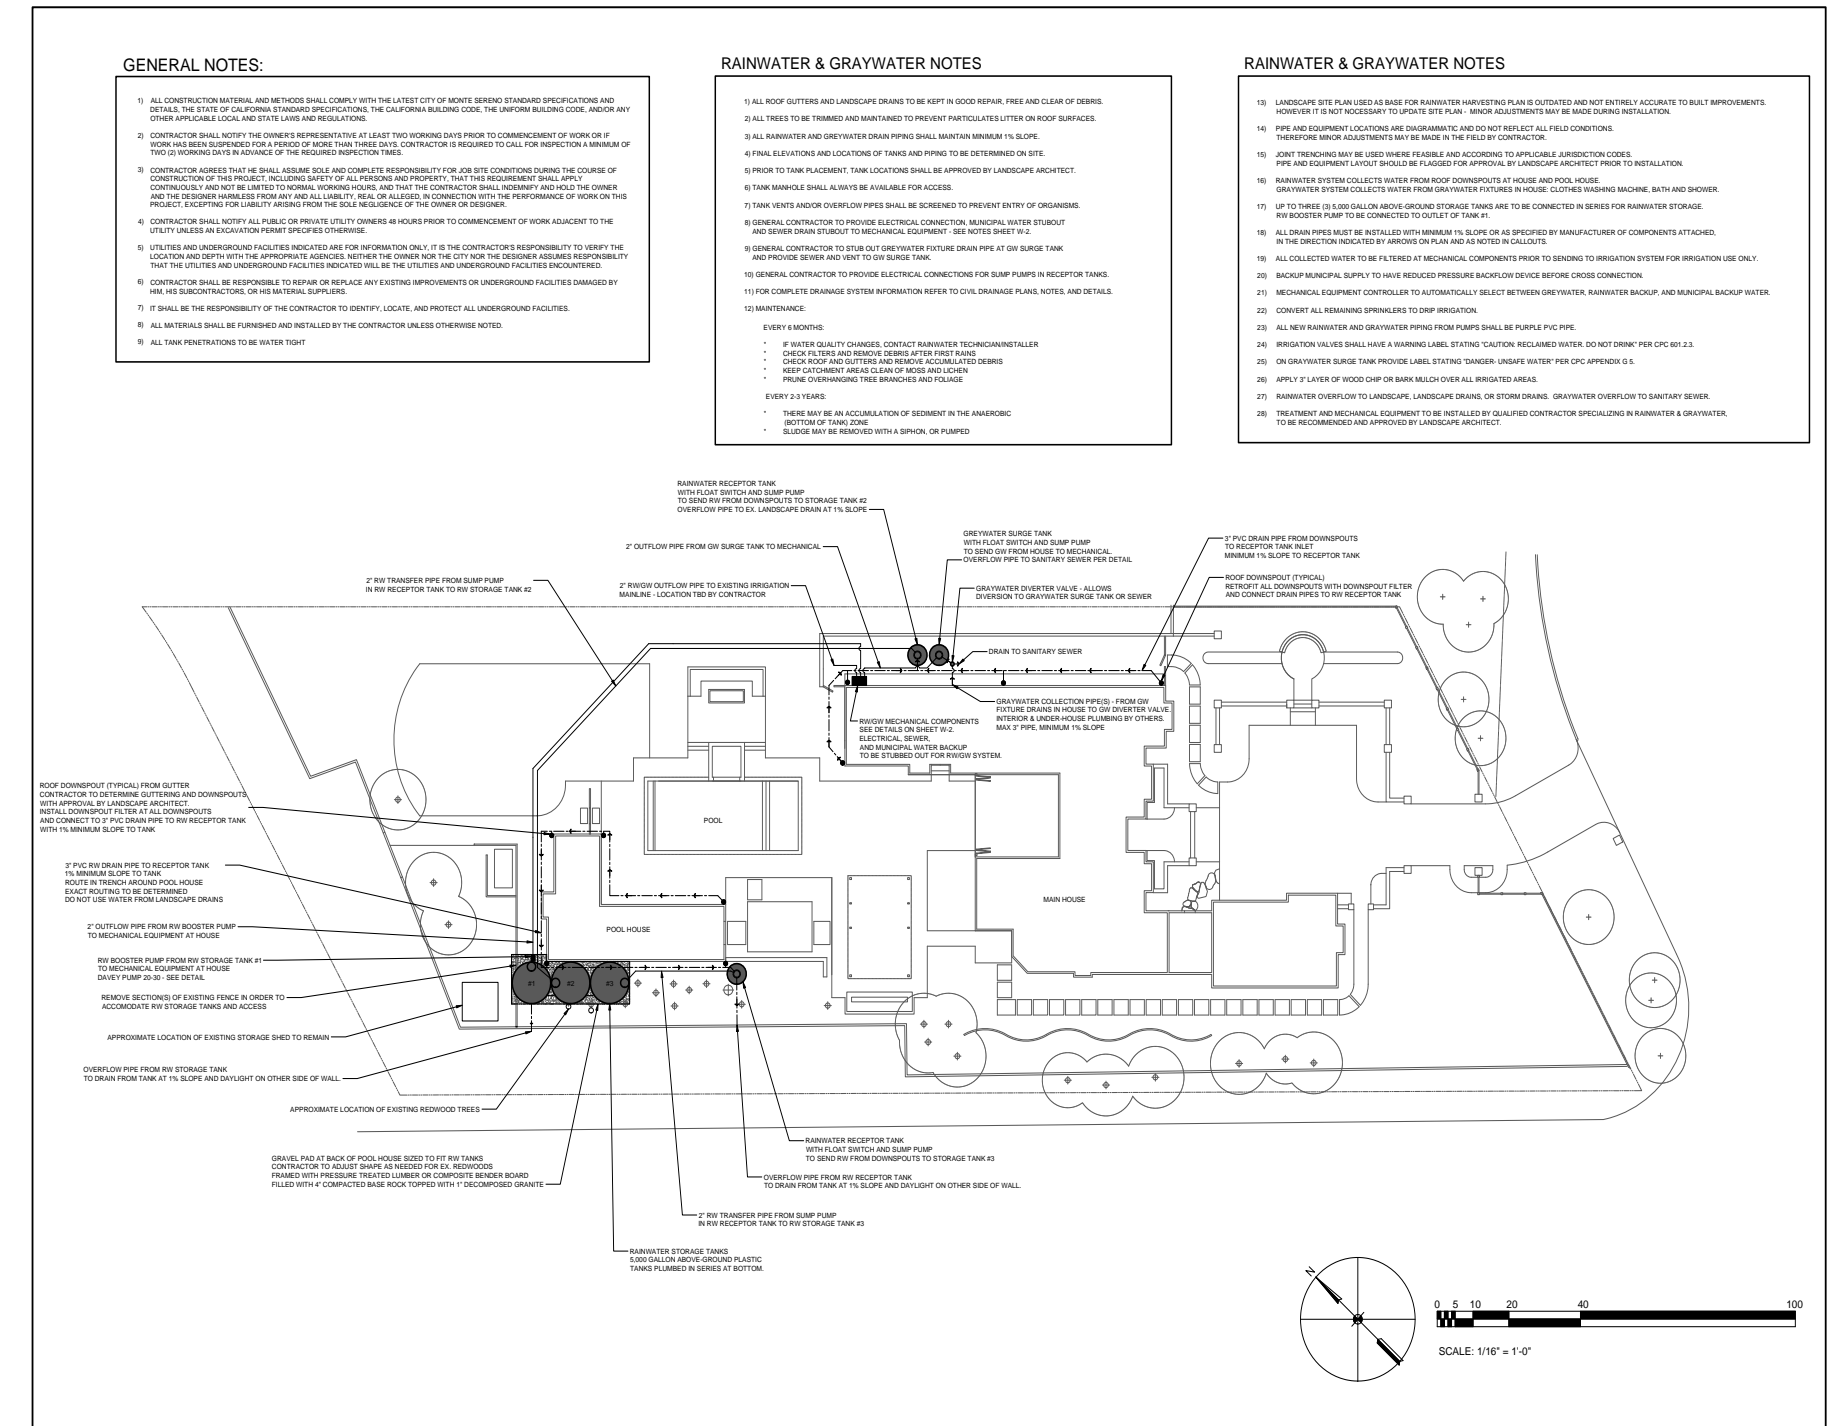 GENERAL NOTES:
1) ALL CONSTRUCTION MATERIAL AND METHODS SHALL COMPLY WITH THE LATEST CITY OF MONTE SERENO STANDARD SPECIFICATIONS AND
DETAILS, THE STATE OF CALIFORNIA STANDARD SPECIFICATIONS, THE CALIFORNIA BUILDING CODE, THE UNIFORM BUILDING CODE, AND/OR ANY
OTHER APPLICABLE LOCAL AND STATE LAWS AND REGULATIONS.
2) CONTRACTOR SHALL NOTIFY THE OWNER'S REPRESENTATIVE AT LEAST TWO WORKING DAYS PRIOR TO COMMENCEMENT OF WORK OR IF
WORK HAS BEEN SUSPENDED FOR A PERIOD OF MORE THAN THREE DAYS. CONTRACTOR IS REQUIRED TO CALL FOR INSPECTION A MINIMUM OF
TWO (2) WORKING DAYS IN ADVANCE OF THE REQUIRED INSPECTION TIMES.
3) CONTRACTOR AGREES THAT HE SHALL ASSUME SOLE AND COMPLETE RESPONSIBILITY FOR JOB SITE CONDITIONS DURING THE COURSE OF
CONSTRUCTION OF THIS PROJECT, INCLUDING SAFETY OF ALL PERSONS AND PROPERTY, THAT THIS REQUIREMENT SHALL APPLY
CONTINUOUSLY AND NOT BE LIMITED TO NORMAL WORKING HOURS, AND THAT THE CONTRACTOR SHALL INDEMNIFY AND HOLD THE OWNER
AND THE DESIGNER HARMLESS FROM ANY AND ALL LIABILITY, REAL OR ALLEGED, IN CONNECTION WITH THE PERFORMANCE OF WORK ON THIS
PROJECT, EXCEPTING FOR LIABILITY ARISING FROM THE SOLE NEGLIGENCE OF THE OWNER OR DESIGNER.
4) CONTRACTOR SHALL NOTIFY ALL PUBLIC OR PRIVATE UTILITY OWNERS 48 HOURS PRIOR TO COMMENCEMENT OF WORK ADJACENT TO THE
UTILITY UNLESS AN EXCAVATION PERMIT SPECIFIES OTHERWISE.
5) UTILITIES AND UNDERGROUND FACILITIES INDICATED ARE FOR INFORMATION ONLY, IT IS THE CONTRACTOR'S RESPONSIBILITY TO VERIFY THE
LOCATION AND DEPTH WITH THE APPROPRIATE AGENCIES. NEITHER THE OWNER NOR THE CITY NOR THE DESIGNER ASSUMES RESPONSIBILITY
THAT THE UTILITIES AND UNDERGROUND FACILITIES INDICATED WILL BE THE UTILITIES AND UNDERGROUND FACILITIES ENCOUNTERED.
6) CONTRACTOR SHALL BE RESPONSIBLE TO REPAIR OR REPLACE ANY EXISTING IMPROVEMENTS OR UNDERGROUND FACILITIES DAMAGED BY
HIM, HIS SUBCONTRACTORS, OR HIS MATERIAL SUPPLIERS.
7) IT SHALL BE THE RESPONSIBILITY OF THE CONTRACTOR TO IDENTIFY, LOCATE, AND PROTECT ALL UNDERGROUND FACILITIES.
8) ALL MATERIALS SHALL BE FURNISHED AND INSTALLED BY THE CONTRACTOR UNLESS OTHERWISE NOTED.
9) ALL TANK PENETRATIONS TO BE WATER TIGHT
RAINWATER & GRAYWATER NOTES
1) ALL ROOF GUTTERS AND LANDSCAPE DRAINS TO BE KEPT IN GOOD REPAIR, FREE AND CLEAR OF DEBRIS.
2) ALL TREES TO BE TRIMMED AND MAINTAINED TO PREVENT PARTICULATES LITTER ON ROOF SURFACES.
3) ALL RAINWATER AND GREYWATER DRAIN PIPING SHALL MAINTAIN MINIMUM 1% SLOPE.
4) FINAL ELEVATIONS AND LOCATIONS OF TANKS AND PIPING TO BE DETERMINED ON SITE.
5) PRIOR TO TANK PLACEMENT, TANK LOCATIONS SHALL BE APPROVED BY LANDSCAPE ARCHITECT.
6) TANK MANHOLE SHALL ALWAYS BE AVAILABLE FOR ACCESS.
7) TANK VENTS AND/OR OVERFLOW PIPES SHALL BE SCREENED TO PREVENT ENTRY OF ORGANISMS.
8) GENERAL CONTRACTOR TO PROVIDE ELECTRICAL CONNECTION, MUNICIPAL WATER STUBOUT
AND SEWER DRAIN STUBOUT TO MECHANICAL EQUIPMENT - SEE NOTES SHEET W-2.
9) GENERAL CONTRACTOR TO STUB OUT GREYWATER FIXTURE DRAIN PIPE AT GW SURGE TANK
AND PROVIDE SEWER AND VENT TO GW SURGE TANK.
10) GENERAL CONTRACTOR TO PROVIDE ELECTRICAL CONNECTIONS FOR SUMP PUMPS IN RECEPTOR TANKS.
11) FOR COMPLETE DRAINAGE SYSTEM INFORMATION REFER TO CIVIL DRAINAGE PLANS, NOTES, AND DETAILS.
12) MAINTENANCE:
EVERY 6 MONTHS:
* IF WATER QUALITY CHANGES, CONTACT RAINWATER TECHNICIAN/INSTALLER
* CHECK FILTERS AND REMOVE DEBRIS AFTER FIRST RAINS
* CHECK ROOF AND GUTTERS AND REMOVE ACCUMULATED DEBRIS
* KEEP CATCHMENT AREAS CLEAN OF MOSS AND LICHEN
* PRUNE OVERHANGING TREE BRANCHES AND FOLIAGE
EVERY 2-3 YEARS:
* THERE MAY BE AN ACCUMULATION OF SEDIMENT IN THE ANAEROBIC
(BOTTOM OF TANK) ZONE
* SLUDGE MAY BE REMOVED WITH A SIPHON, OR PUMPED
RAINWATER & GRAYWATER NOTES
13) LANDSCAPE SITE PLAN USED AS BASE FOR RAINWATER HARVESTING PLAN IS OUTDATED AND NOT ENTIRELY ACCURATE TO BUILT IMPROVEMENTS.
HOWEVER IT IS NOT NOCESSARY TO UPDATE SITE PLAN - MINOR ADJUSTMENTS MAY BE MADE DURING INSTALLATION.
14) PIPE AND EQUIPMENT LOCATIONS ARE DIAGRAMMATIC AND DO NOT REFLECT ALL FIELD CONDITIONS.
THEREFORE MINOR ADJUSTMENTS MAY BE MADE IN THE FIELD BY CONTRACTOR.
15) JOINT TRENCHING MAY BE USED WHERE FEASIBLE AND ACCORDING TO APPLICABLE JURISDICTION CODES.
PIPE AND EQUIPMENT LAYOUT SHOULD BE FLAGGED FOR APPROVAL BY LANDSCAPE ARCHITECT PRIOR TO INSTALLATION.
16) RAINWATER SYSTEM COLLECTS WATER FROM ROOF DOWNSPOUTS AT HOUSE AND POOL HOUSE.
GRAYWATER SYSTEM COLLECTS WATER FROM GRAYWATER FIXTURES IN HOUSE: CLOTHES WASHING MACHINE, BATH AND SHOWER.
17) UP TO THREE (3) 5,000 GALLON ABOVE-GROUND STORAGE TANKS ARE TO BE CONNECTED IN SERIES FOR RAINWATER STORAGE.
RW BOOSTER PUMP TO BE CONNECTED TO OUTLET OF TANK #1.
18) ALL DRAIN PIPES MUST BE INSTALLED WITH MINIMUM 1% SLOPE OR AS SPECIFIED BY MANUFACTURER OF COMPONENTS ATTACHED,
IN THE DIRECTION INDICATED BY ARROWS ON PLAN AND AS NOTED IN CALLOUTS.
19) ALL COLLECTED WATER TO BE FILTERED AT MECHANICAL COMPONENTS PRIOR TO SENDING TO IRRIGATION SYSTEM FOR IRRIGATION USE ONLY.
20) BACKUP MUNICIPAL SUPPLY TO HAVE REDUCED PRESSURE BACKFLOW DEVICE BEFORE CROSS CONNECTION.
21) MECHANICAL EQUIPMENT CONTROLLER TO AUTOMATICALLY SELECT BETWEEN GREYWATER, RAINWATER BACKUP, AND MUNICIPAL BACKUP WATER.
22) CONVERT ALL REMAINING SPRINKLERS TO DRIP IRRIGATION.
23) ALL NEW RAINWATER AND GRAYWATER PIPING FROM PUMPS SHALL BE PURPLE PVC PIPE.
24) IRRIGATION VALVES SHALL HAVE A WARNING LABEL STATING "CAUTION: RECLAIMED WATER. DO NOT DRINK" PER CPC 601.2.3.
25) ON GRAYWATER SURGE TANK PROVIDE LABEL STATING "DANGER- UNSAFE WATER" PER CPC APPENDIX G 5.
26) APPLY 3" LAYER OF WOOD CHIP OR BARK MULCH OVER ALL IRRIGATED AREAS.
27) RAINWATER OVERFLOW TO LANDSCAPE, LANDSCAPE DRAINS, OR STORM DRAINS. GRAYWATER OVERFLOW TO SANITARY SEWER.
28) TREATMENT AND MECHANICAL EQUIPMENT TO BE INSTALLED BY QUALIFIED CONTRACTOR SPECIALIZING IN RAINWATER & GRAYWATER,
TO BE RECOMMENDED AND APPROVED BY LANDSCAPE ARCHITECT.
RAINWATER RECEPTOR TANK
WITH FLOAT SWITCH AND SUMP PUMP
TO SEND RW FROM DOWNSPOUTS TO STORAGE TANK #2
OVERFLOW PIPE TO EX. LANDSCAPE DRAIN AT 1% SLOPE
2" OUTFLOW PIPE FROM GW SURGE TANK TO MECHANICAL
GREYWATER SURGE TANK
WITH FLOAT SWITCH AND SUMP PUMP
TO SEND GW FROM HOUSE TO MECHANICAL.
OVERFLOW PIPE TO SANITARY SEWER PER DETAIL
3" PVC DRAIN PIPE FROM DOWNSPOUTS
TO RECEPTOR TANK INLET
MINIMUM 1% SLOPE TO RECEPTOR TANK
2" RW TRANSFER PIPE FROM SUMP PUMP
IN RW RECEPTOR TANK TO RW STORAGE TANK #2
2" RW/GW OUTFLOW PIPE TO EXISTING IRRIGATION
MAINLINE - LOCATION TBD BY CONTRACTOR
GRAYWATER DIVERTER VALVE - ALLOWS
DIVERSION TO GRAYWATER SURGE TANK OR SEWER
ROOF DOWNSPOUT (TYPICAL)
RETROFIT ALL DOWNSPOUTS WITH DOWNSPOUT FILTER
AND CONNECT DRAIN PIPES TO RW RECEPTOR TANK
DRAIN TO SANITARY SEWER
GRAYWATER COLLECTION PIPE(S) - FROM GW
FIXTURE DRAINS IN HOUSE TO GW DIVERTER VALVE.
INTERIOR & UNDER-HOUSE PLUMBING BY OTHERS.
MAX 3" PIPE, MINIMUM 1% SLOPE
RW/GW MECHANICAL COMPONENTS
SEE DETAILS ON SHEET W-2.
ELECTRICAL, SEWER,
AND MUNICIPAL WATER BACKUP
TO BE STUBBED OUT FOR RW/GW SYSTEM.
ROOF DOWNSPOUT (TYPICAL) FROM GUTTER
CONTRACTOR TO DETERMINE GUTTERING AND DOWNSPOUTS
WITH APPROVAL BY LANDSCAPE ARCHITECT.
INSTALL DOWNSPOUT FILTER AT ALL DOWNSPOUTS
AND CONNECT TO 3" PVC DRAIN PIPE TO RW RECEPTOR TANK
WITH 1% MINIMUM SLOPE TO TANK
POOL
3" PVC RW DRAIN PIPE TO RECEPTOR TANK
1% MINIMUM SLOPE TO TANK
ROUTE IN TRENCH AROUND POOL HOUSE
EXACT ROUTING TO BE DETERMINED
DO NOT USE WATER FROM LANDSCAPE DRAINS
MAIN HOUSE
POOL HOUSE
2" OUTFLOW PIPE FROM RW BOOSTER PUMP
TO MECHANICAL EQUIPMENT AT HOUSE
RW BOOSTER PUMP FROM RW STORAGE TANK #1
TO MECHANICAL EQUIPMENT AT HOUSE
DAVEY PUMP 20-30 - SEE DETAIL
#1
#2
#3
REMOVE SECTION(S) OF EXISTING FENCE IN ORDER TO
ACCOMODATE RW STORAGE TANKS AND ACCESS
APPROXIMATE LOCATION OF EXISTING STORAGE SHED TO REMAIN
OVERFLOW PIPE FROM RW STORAGE TANK
TO DRAIN FROM TANK AT 1% SLOPE AND DAYLIGHT ON OTHER SIDE OF WALL.
APPROXIMATE LOCATION OF EXISTING REDWOOD TREES
GRAVEL PAD AT BACK OF POOL HOUSE SIZED TO FIT RW TANKS
CONTRACTOR TO ADJUST SHAPE AS NEEDED FOR EX. REDWOODS
FRAMED WITH PRESSURE TREATED LUMBER OR COMPOSITE BENDER BOARD
FILLED WITH 4" COMPACTED BASE ROCK TOPPED WITH 1" DECOMPOSED GRANITE
RAINWATER RECEPTOR TANK
WITH FLOAT SWITCH AND SUMP PUMP
TO SEND RW FROM DOWNSPOUTS TO STORAGE TANK #3
OVERFLOW PIPE FROM RW RECEPTOR TANK
TO DRAIN FROM TANK AT 1% SLOPE AND DAYLIGHT ON OTHER SIDE OF WALL.
2" RW TRANSFER PIPE FROM SUMP PUMP
IN RW RECEPTOR TANK TO RW STORAGE TANK #3
RAINWATER STORAGE TANKS
5,000 GALLON ABOVE-GROUND PLASTIC
TANKS PLUMBED IN SERIES AT BOTTOM.
N
0 5 10 20 40 100
SCALE: 1/16" = 1'-0"